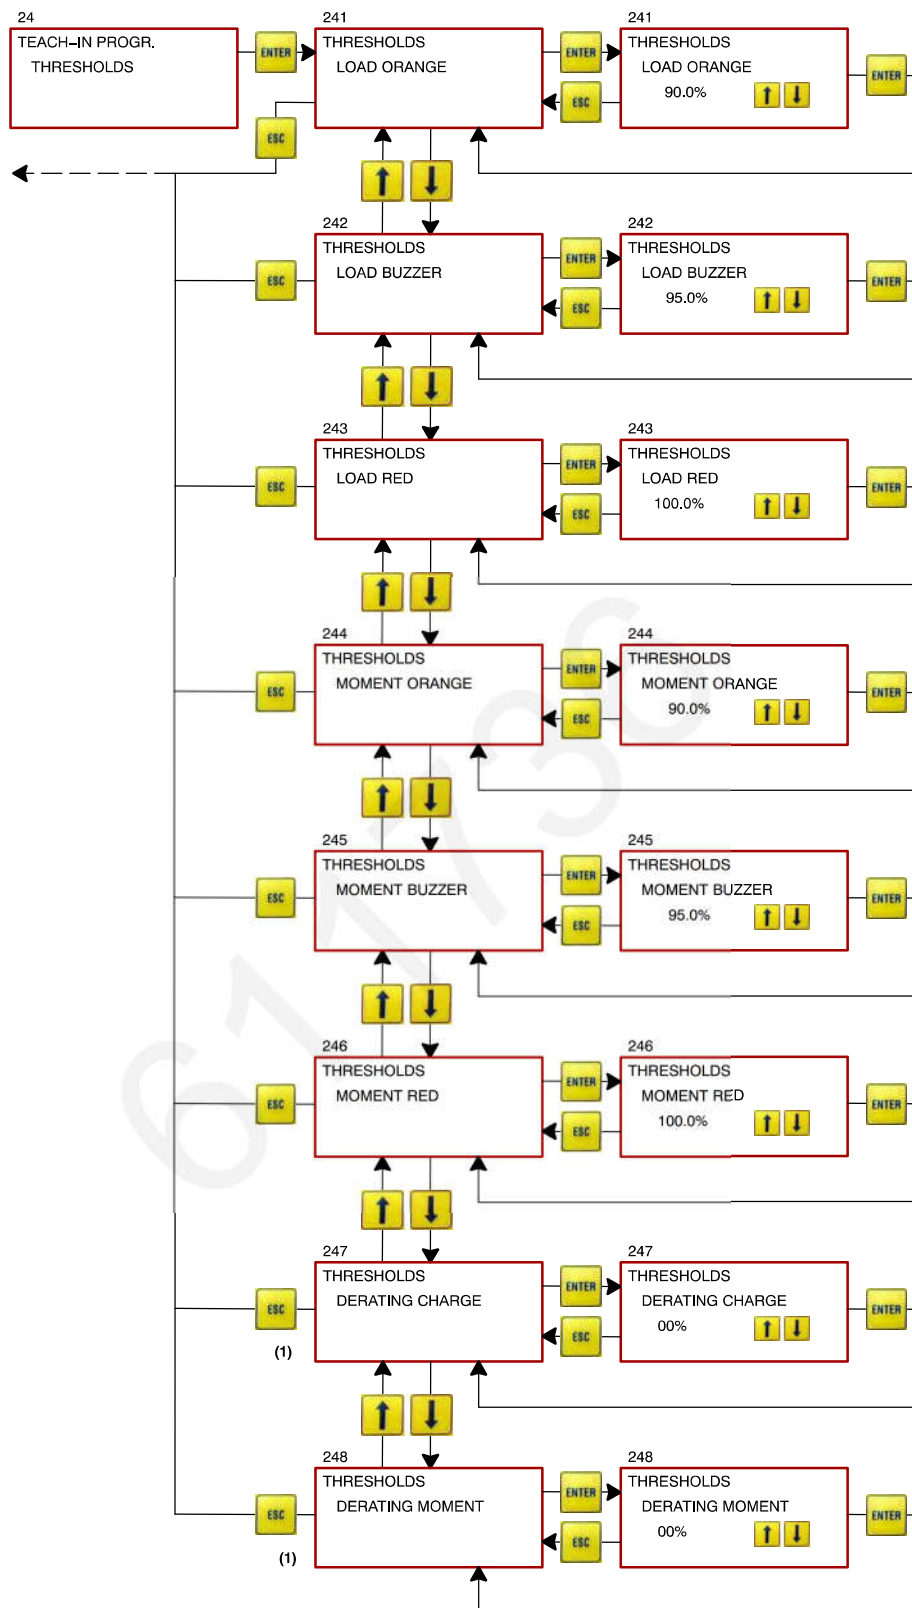 24
TEACH–IN PROGR.
THRESHOLDS
ENTER
241
THRESHOLDS
LOAD ORANGE
ENTER
ESC
241
THRESHOLDS
LOAD ORANGE
90.0%
ENTER
ESC
242
THRESHOLDS
LOAD BUZZER
ESC
ENTER
ESC
242
THRESHOLDS
LOAD BUZZER
95.0%
ENTER
243
THRESHOLDS
LOAD RED
ESC
ENTER
ESC
243
THRESHOLDS
LOAD RED
100.0%
ENTER
244
THRESHOLDS
MOMENT ORANGE
ESC
ENTER
ESC
244
THRESHOLDS
MOMENT ORANGE
90.0%
ENTER
245
THRESHOLDS
MOMENT BUZZER
ESC
ENTER
ESC
245
THRESHOLDS
MOMENT BUZZER
95.0%
ENTER
246
THRESHOLDS
MOMENT RED
ESC
ENTER
ESC
246
THRESHOLDS
MOMENT RED
100.0%
ENTER
247
THRESHOLDS
DERATING CHARGE
ESC
(1)
ENTER
ESC
247
THRESHOLDS
DERATING CHARGE
00%
ENTER
248
THRESHOLDS
DERATING MOMENT
ESC
(1)
ENTER
ESC
248
THRESHOLDS
DERATING MOMENT
00%
ENTER
611736